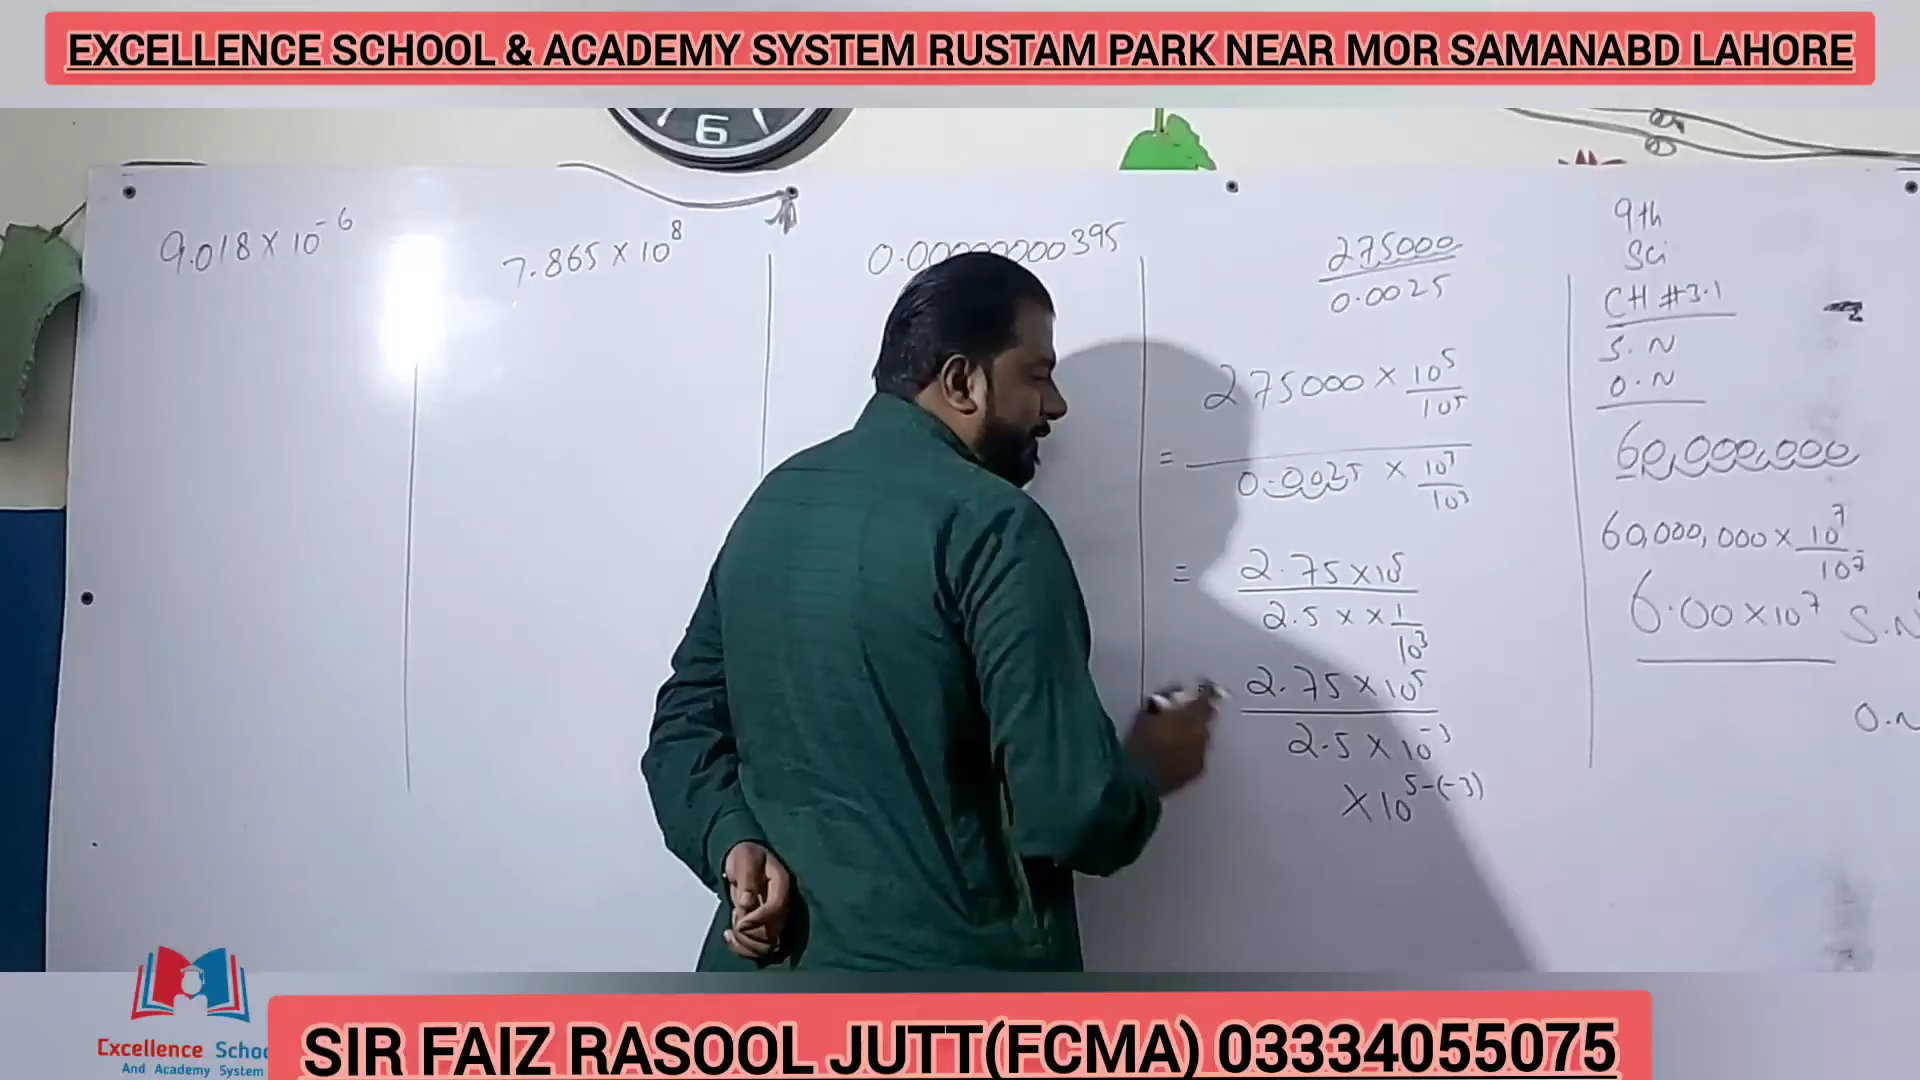 EXCELLENCE SCHOOL & ACADEMY SYSTEM RUSTAM PARK NEAR MOR SAMANABD LAHORE
6
9.018 × 10⁻⁶
7.865 × 10⁸
0.00000000395
275000
0.0025
275000 × 10⁵
10⁵
=
0.0025 × 10³
10³
=
2.75 × 10⁵
2.5 × × 1
10³
2.75 × 10⁵
2.5 × 10⁻³
× 10⁵⁻⁽⁻³⁾
9th
Sci
CH #3.1
S.N
O.N
60,000,000
60,000,000 × 10⁷
10⁷
6.00 × 10⁷ S.N
O.N
Excellence Schoo
And Academy System
SIR FAIZ RASOOL JUTT(FCMA) 03334055075